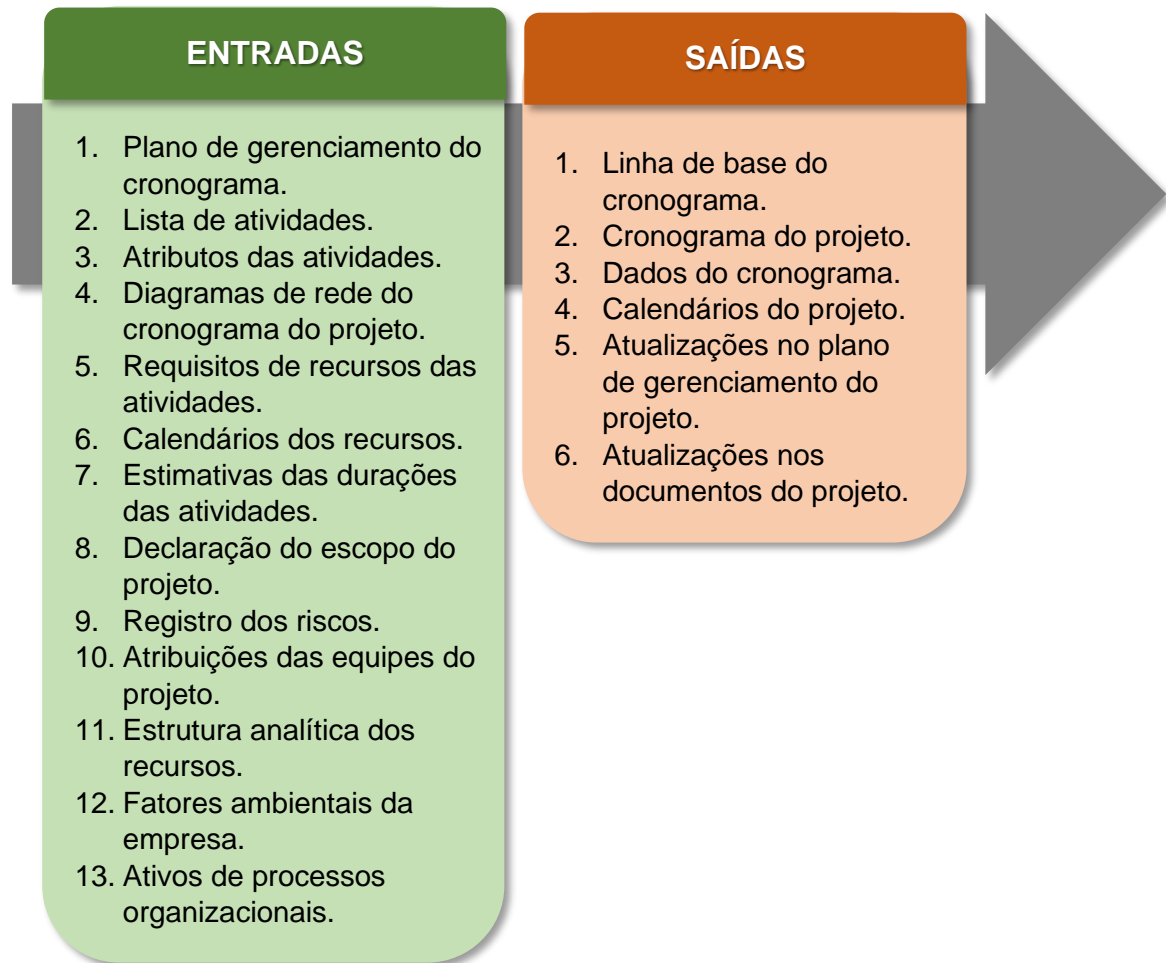 ENTRADAS
1. Plano de gerenciamento do
cronograma.
2. Lista de atividades.
3. Atributos das atividades.
4. Diagramas de rede do
cronograma do projeto.
5. Requisitos de recursos das
atividades.
6. Calendários dos recursos.
7. Estimativas das durações
das atividades.
8. Declaração do escopo do
projeto.
9. Registro dos riscos.
10. Atribuições das equipes do
projeto.
11. Estrutura analítica dos
recursos.
12. Fatores ambientais da
empresa.
13. Ativos de processos
organizacionais.
SAÍDAS
1. Linha de base do
cronograma.
2. Cronograma do projeto.
3. Dados do cronograma.
4. Calendários do projeto.
5. Atualizações no plano
de gerenciamento do
projeto.
6. Atualizações nos
documentos do projeto.